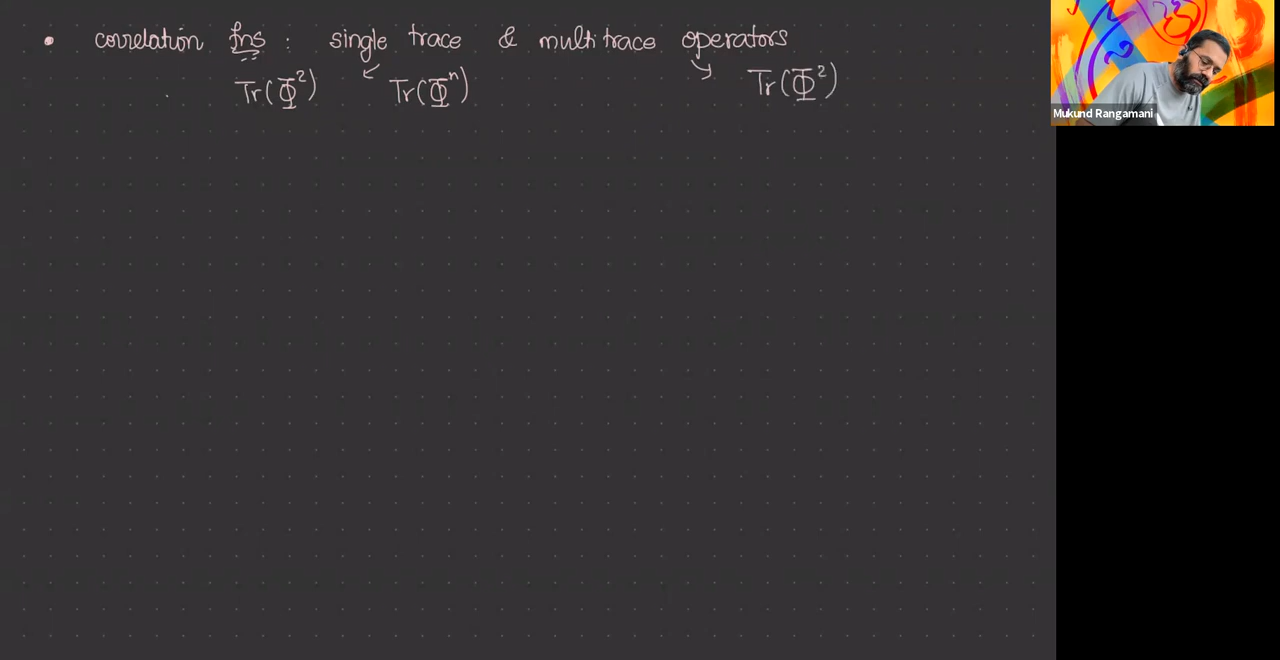 • correlation fns : single trace & multi trace operators
Tr(Φ²) Tr(Φⁿ) Tr(Φ²)
Mukund Rangamani